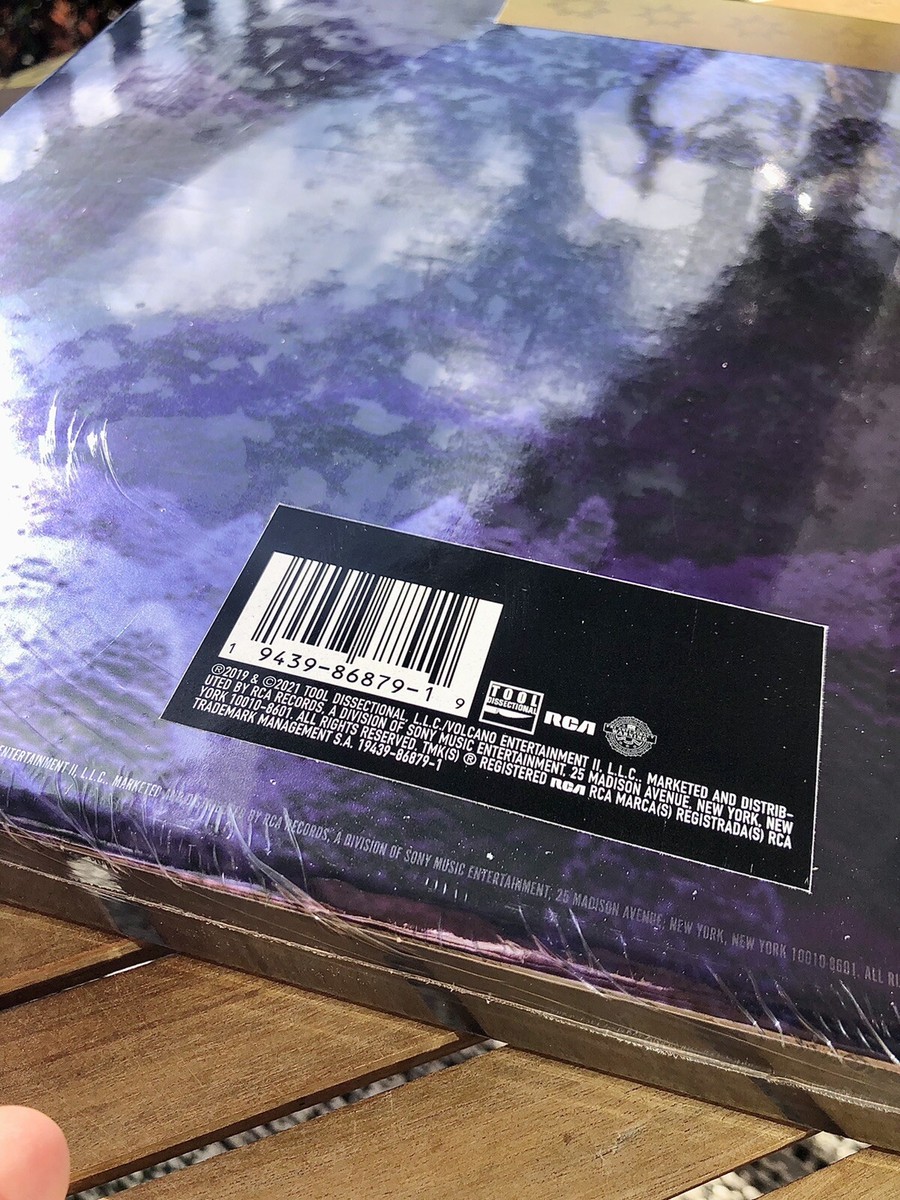 1 9439-86879-1 9
TOOL
DISSECTIONAL
RCA
℗2019 & ©2021 TOOL DISSECTIONAL, L.L.C./VOLCANO ENTERTAINMENT II, L.L.C. MARKETED AND DISTRIB-
UTED BY RCA RECORDS, A DIVISION OF SONY MUSIC ENTERTAINMENT, 25 MADISON AVENUE, NEW YORK, NEW
YORK 10010-8601. ALL RIGHTS RESERVED. TMK(S) ® REGISTERED RCA RCA MARCA(S) REGISTRADA(S) RCA
TRADEMARK MANAGEMENT S.A. 19439-86879-1
ENTERTAINMENT II, L.L.C. MARKETED AND DISTRIBUTED BY RCA RECORDS, A DIVISION OF SONY MUSIC ENTERTAINMENT, 25 MADISON AVENUE, NEW YORK, NEW YORK 10010-8601. ALL